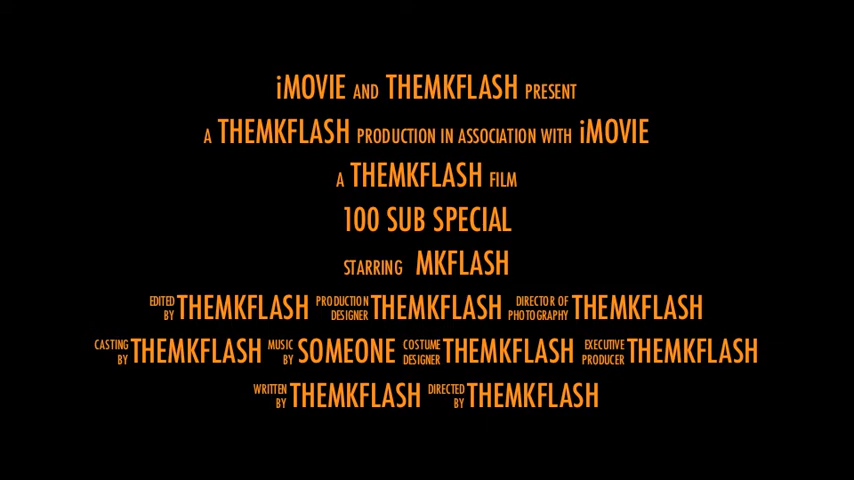 iMOVIE AND THEMKFLASH PRESENT
A THEMKFLASH PRODUCTION IN ASSOCIATION WITH iMOVIE
A THEMKFLASH FILM
100 SUB SPECIAL
STARRING MKFLASH
EDITED BY THEMKFLASH PRODUCTION DESIGNER THEMKFLASH DIRECTOR OF PHOTOGRAPHY THEMKFLASH
CASTING BY THEMKFLASH MUSIC BY SOMEONE COSTUME DESIGNER THEMKFLASH EXECUTIVE PRODUCER THEMKFLASH
WRITTEN BY THEMKFLASH DIRECTED BY THEMKFLASH